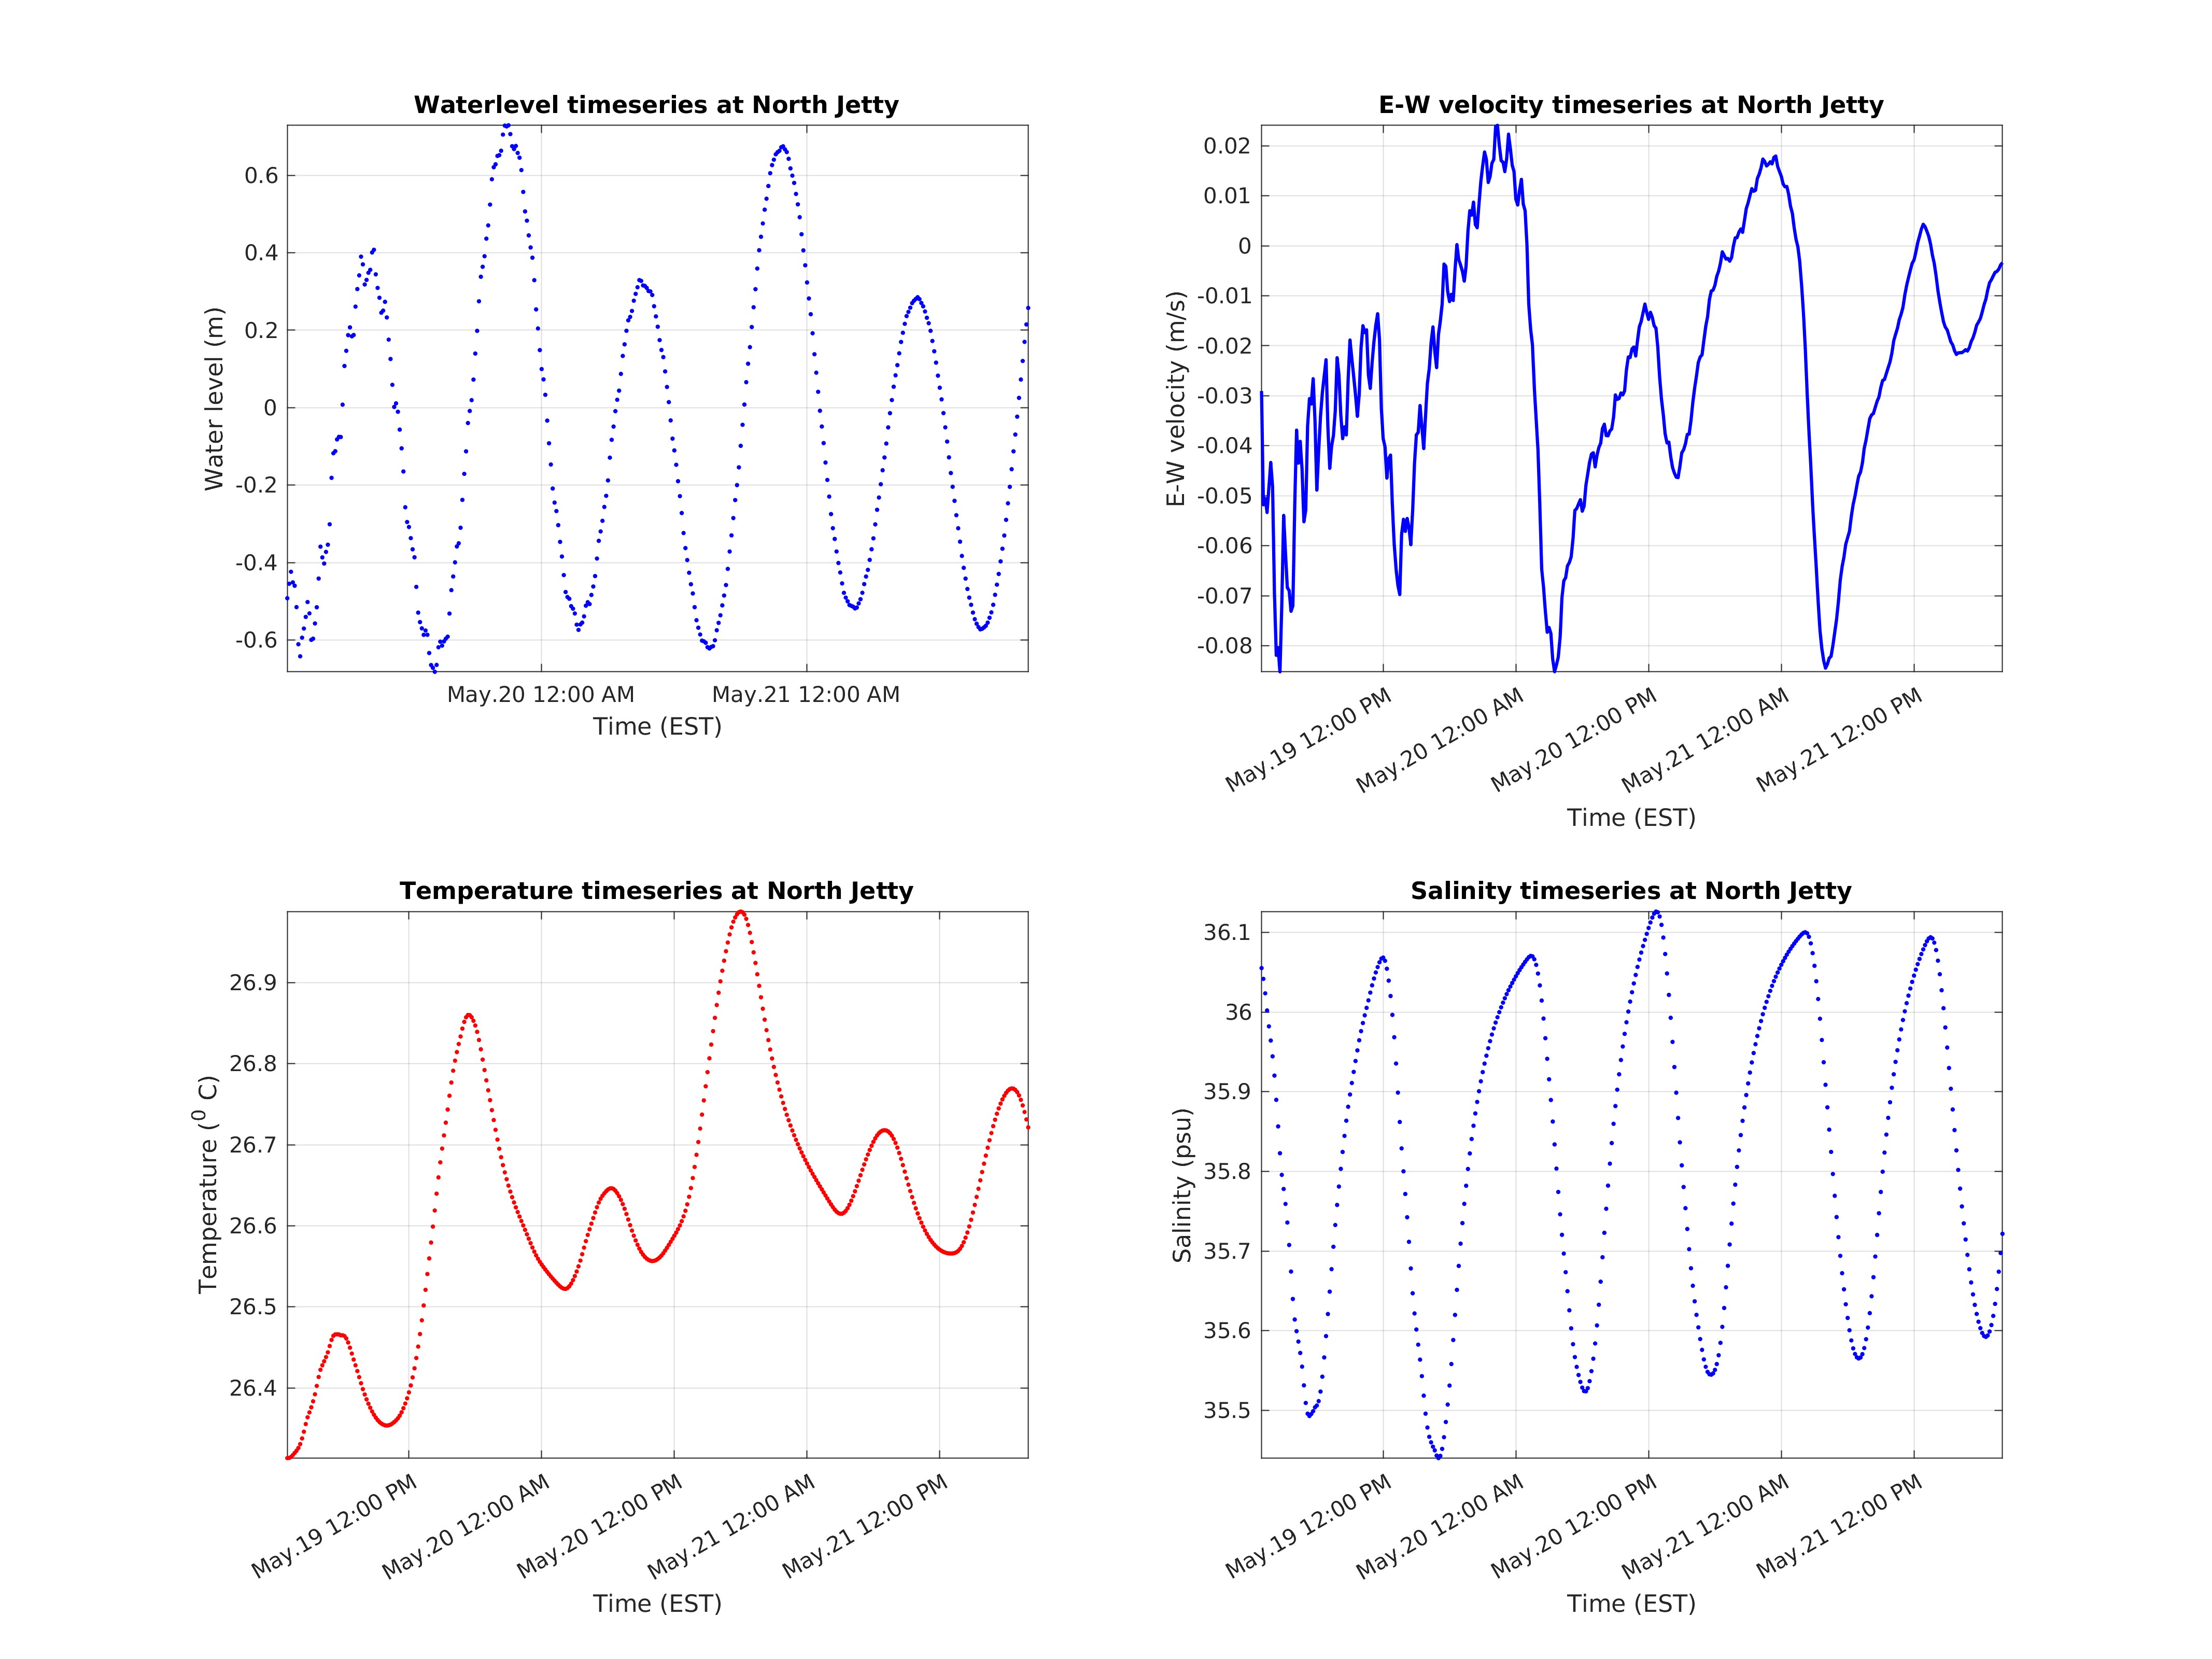 Waterlevel timeseries at North Jetty
0.6
0.4
0.2
0
-0.2
-0.4
-0.6
Water level (m)
May.20 12:00 AM
May.21 12:00 AM
Time (EST)
E-W velocity timeseries at North Jetty
0.02
0.01
0
-0.01
-0.02
-0.03
-0.04
-0.05
-0.06
-0.07
-0.08
E-W velocity (m/s)
May.19 12:00 PM
May.20 12:00 AM
May.20 12:00 PM
May.21 12:00 AM
May.21 12:00 PM
Time (EST)
Temperature timeseries at North Jetty
26.9
26.8
26.7
26.6
26.5
26.4
Temperature (⁰ C)
May.19 12:00 PM
May.20 12:00 AM
May.20 12:00 PM
May.21 12:00 AM
May.21 12:00 PM
Time (EST)
Salinity timeseries at North Jetty
36.1
36
35.9
35.8
35.7
35.6
35.5
Salinity (psu)
May.19 12:00 PM
May.20 12:00 AM
May.20 12:00 PM
May.21 12:00 AM
May.21 12:00 PM
Time (EST)